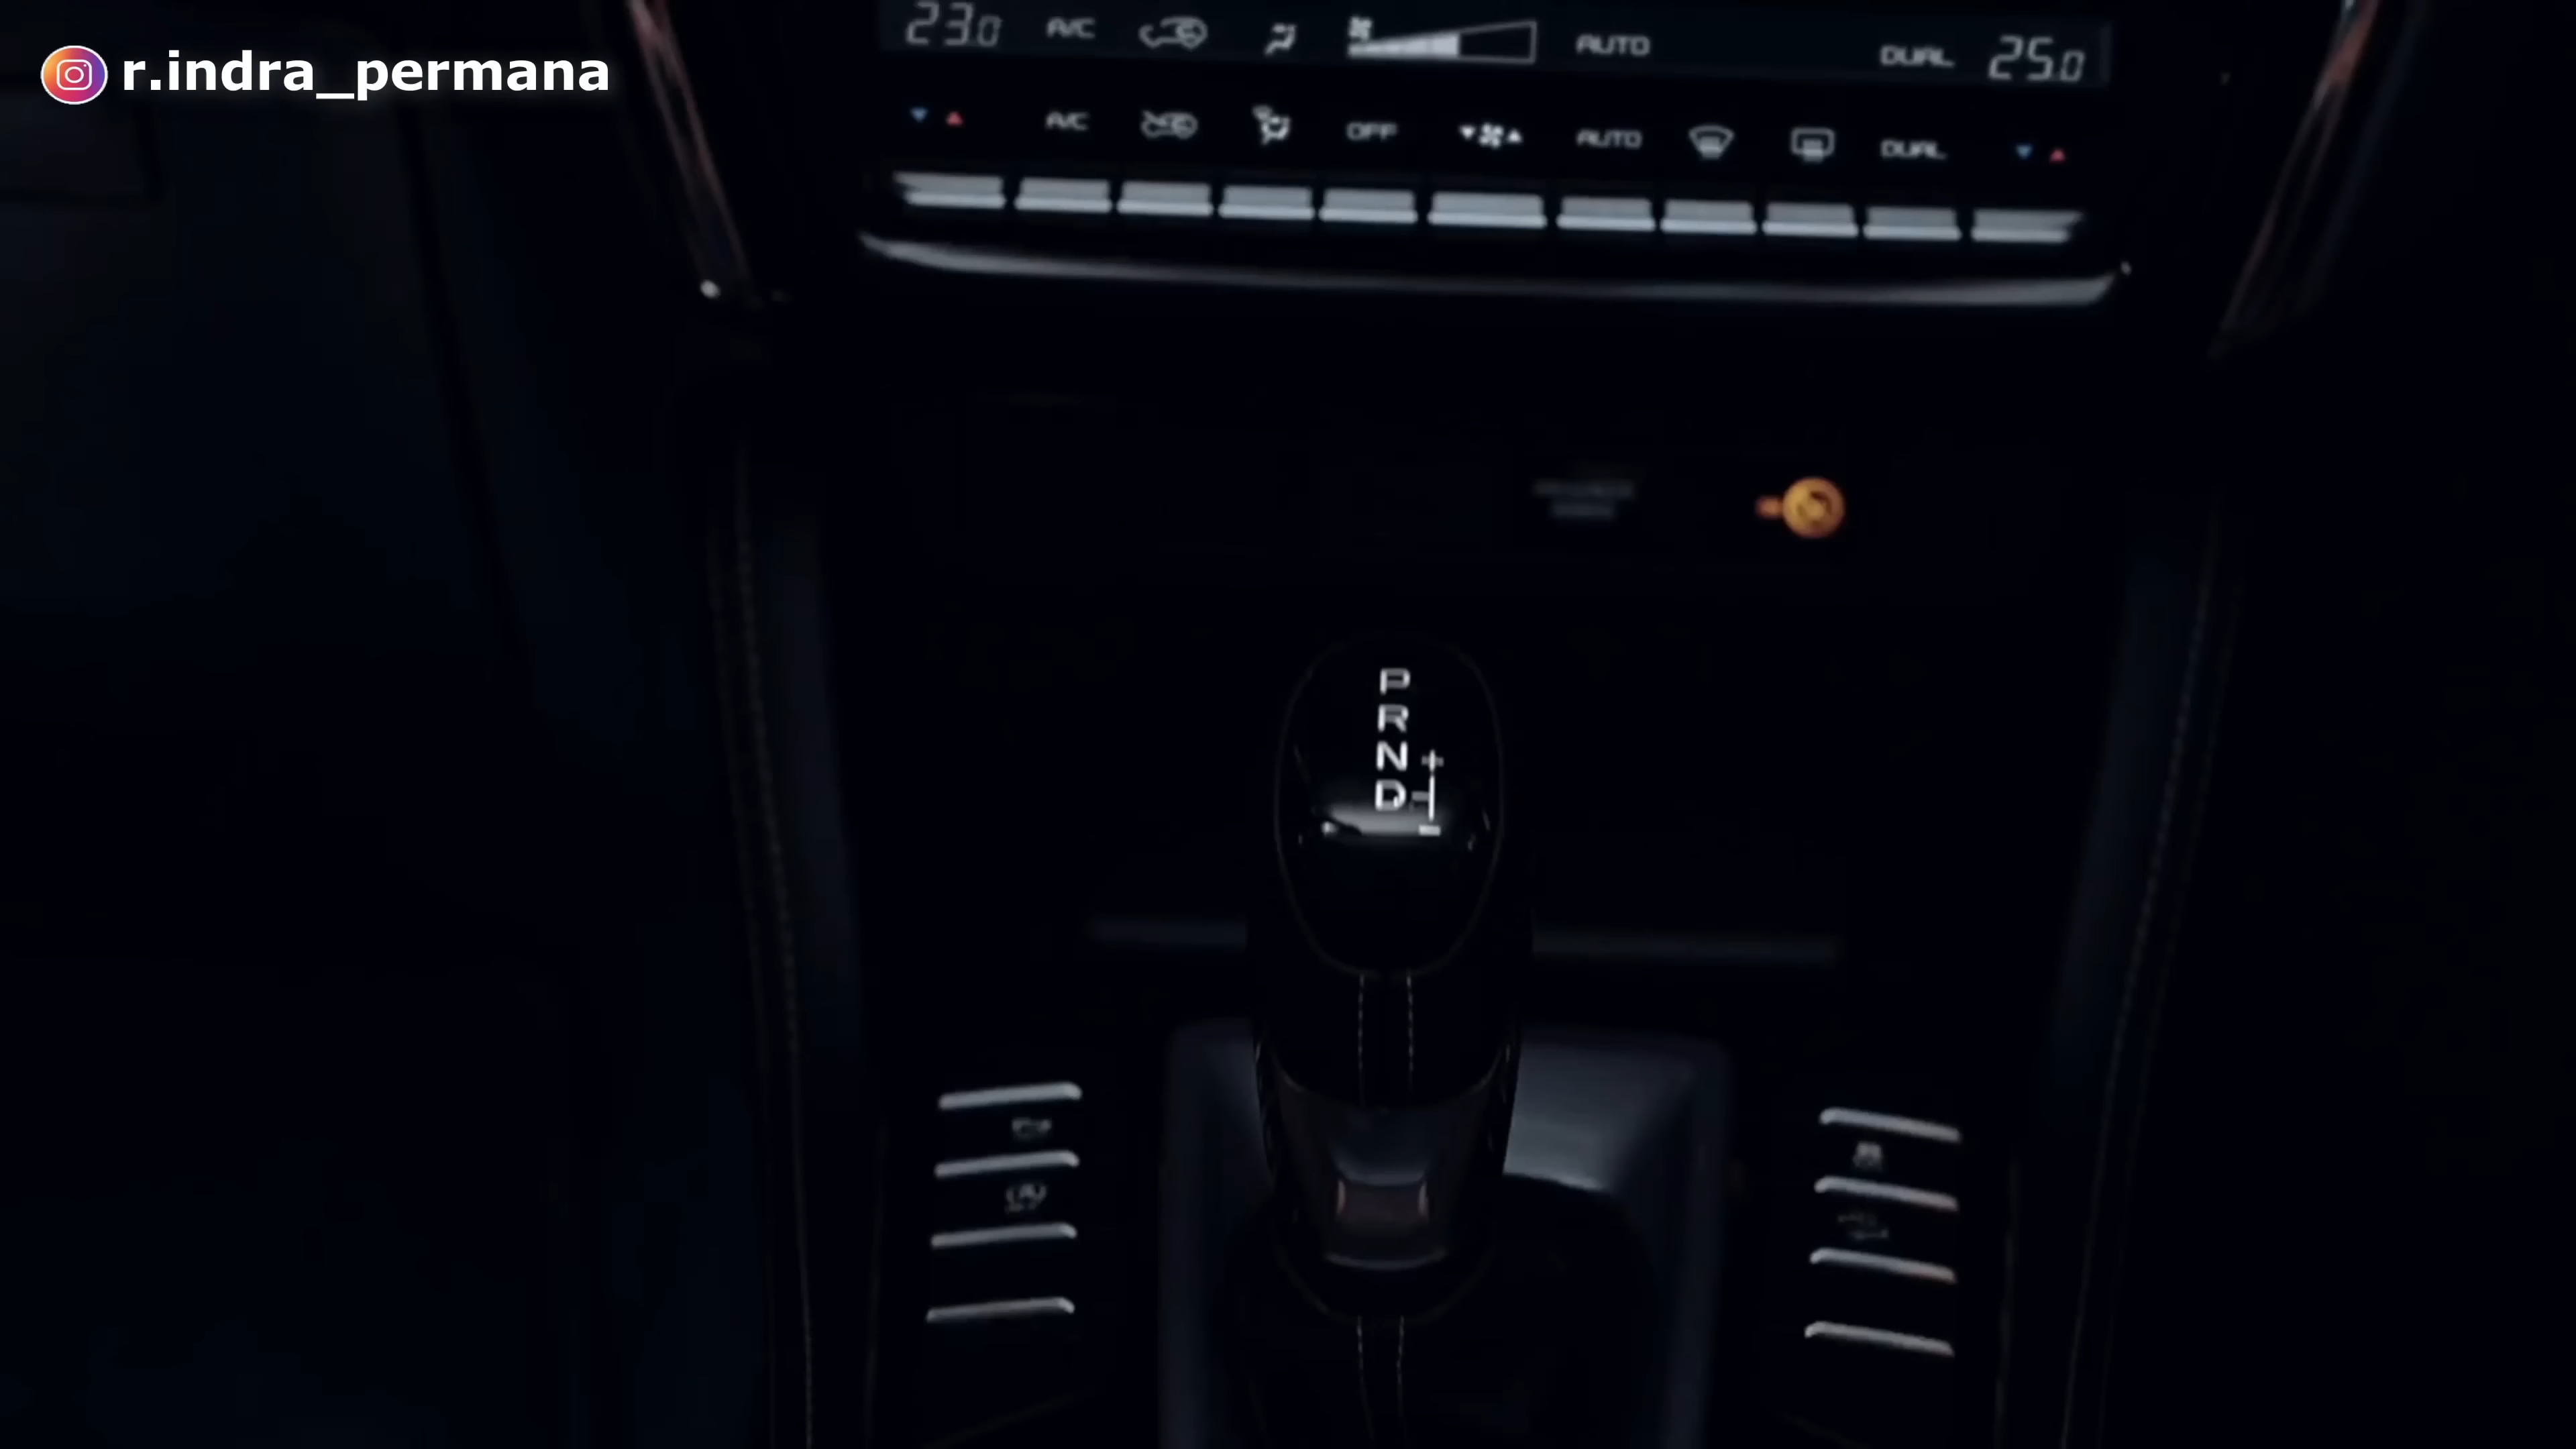 r.indra_permana
23.0 A/C AUTO DUAL 25.0
A/C OFF AUTO DUAL
P
R
N +
D
-